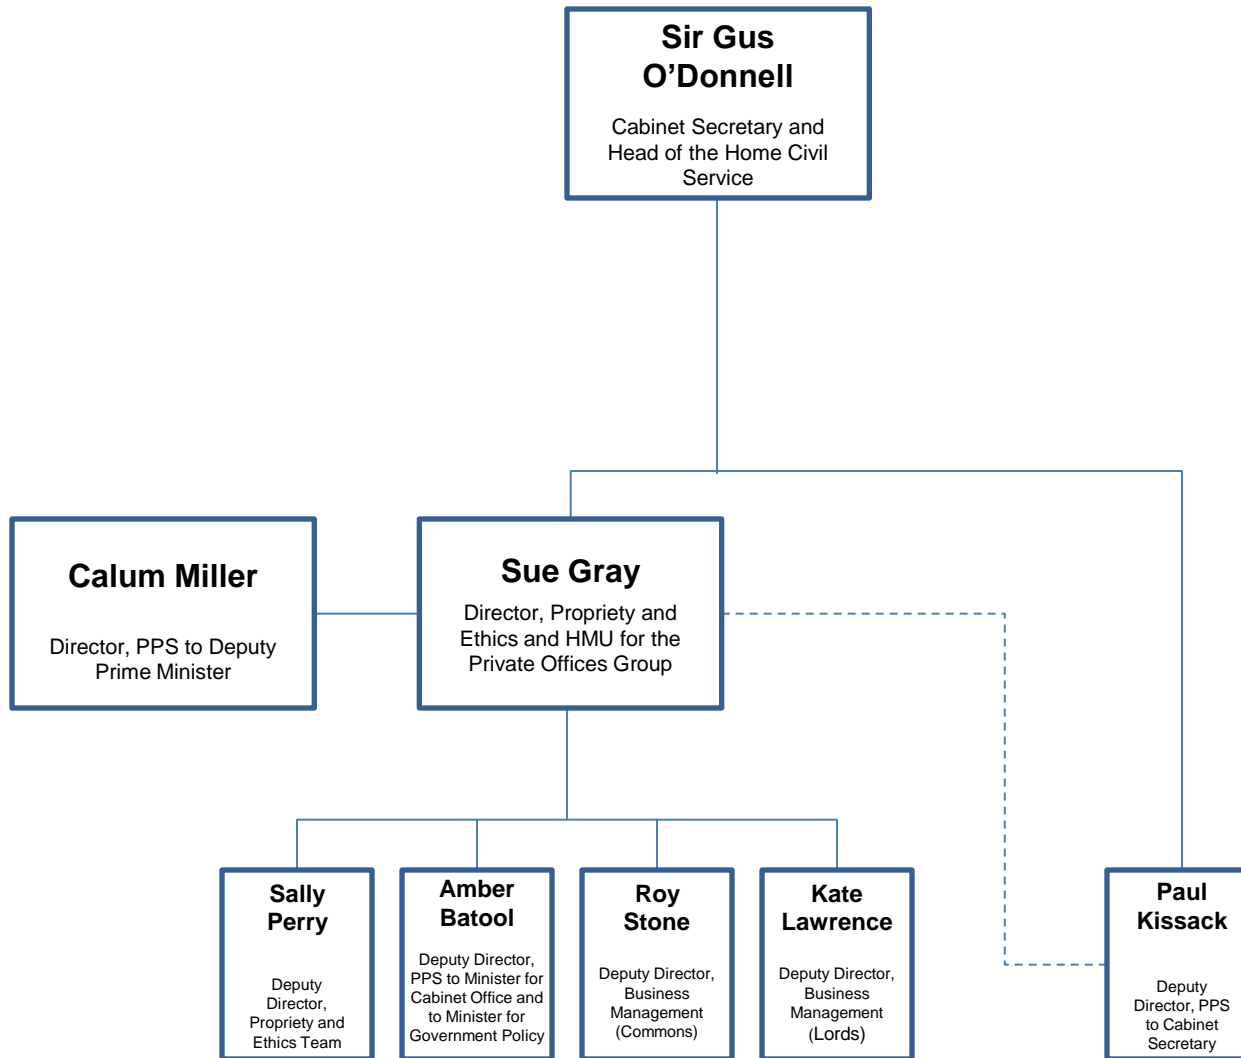 Sir Gus
O’Donnell
Cabinet Secretary and
Head of the Home Civil
Service
Calum Miller
Director, PPS to Deputy
Prime Minister
Sue Gray
Director, Propriety and
Ethics and HMU for the
Private Offices Group
Sally
Perry
Deputy
Director,
Propriety and
Ethics Team
Amber
Batool
Deputy Director,
PPS to Minister for
Cabinet Office and
to Minister for
Government Policy
Roy
Stone
Deputy Director,
Business
Management
(Commons)
Kate
Lawrence
Deputy Director,
Business
Management
(Lords)
Paul
Kissack
Deputy
Director, PPS
to Cabinet
Secretary